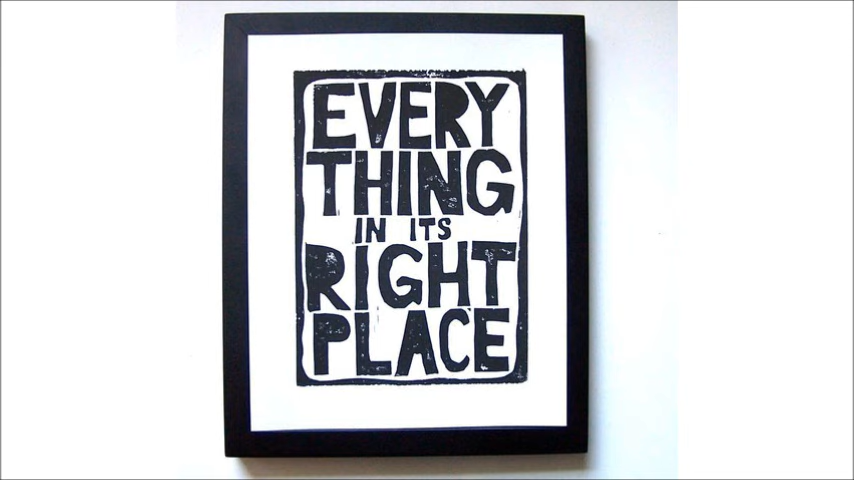 EVERY
THING
IN ITS
RIGHT
PLACE